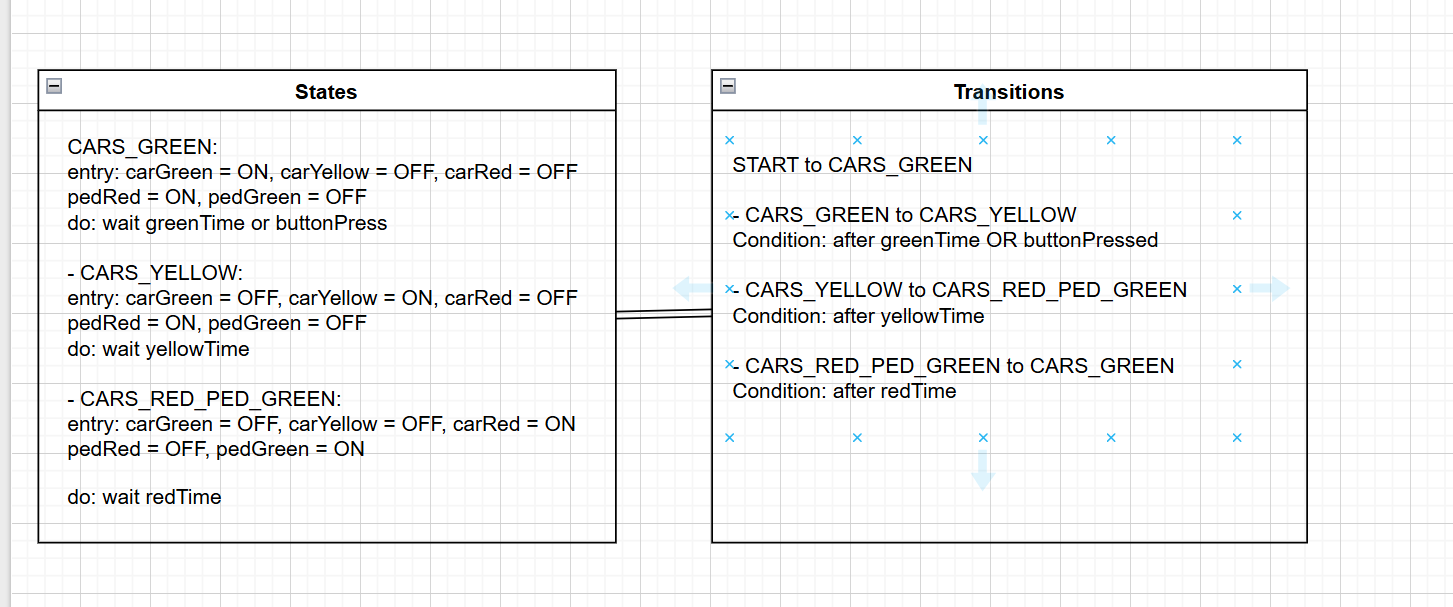 States
CARS_GREEN:
entry: carGreen = ON, carYellow = OFF, carRed = OFF
pedRed = ON, pedGreen = OFF
do: wait greenTime or buttonPress
- CARS_YELLOW:
entry: carGreen = OFF, carYellow = ON, carRed = OFF
pedRed = ON, pedGreen = OFF
do: wait yellowTime
- CARS_RED_PED_GREEN:
entry: carGreen = OFF, carYellow = OFF, carRed = ON
pedRed = OFF, pedGreen = ON
do: wait redTime
Transitions
START to CARS_GREEN
- CARS_GREEN to CARS_YELLOW
Condition: after greenTime OR buttonPressed
- CARS_YELLOW to CARS_RED_PED_GREEN
Condition: after yellowTime
- CARS_RED_PED_GREEN to CARS_GREEN
Condition: after redTime